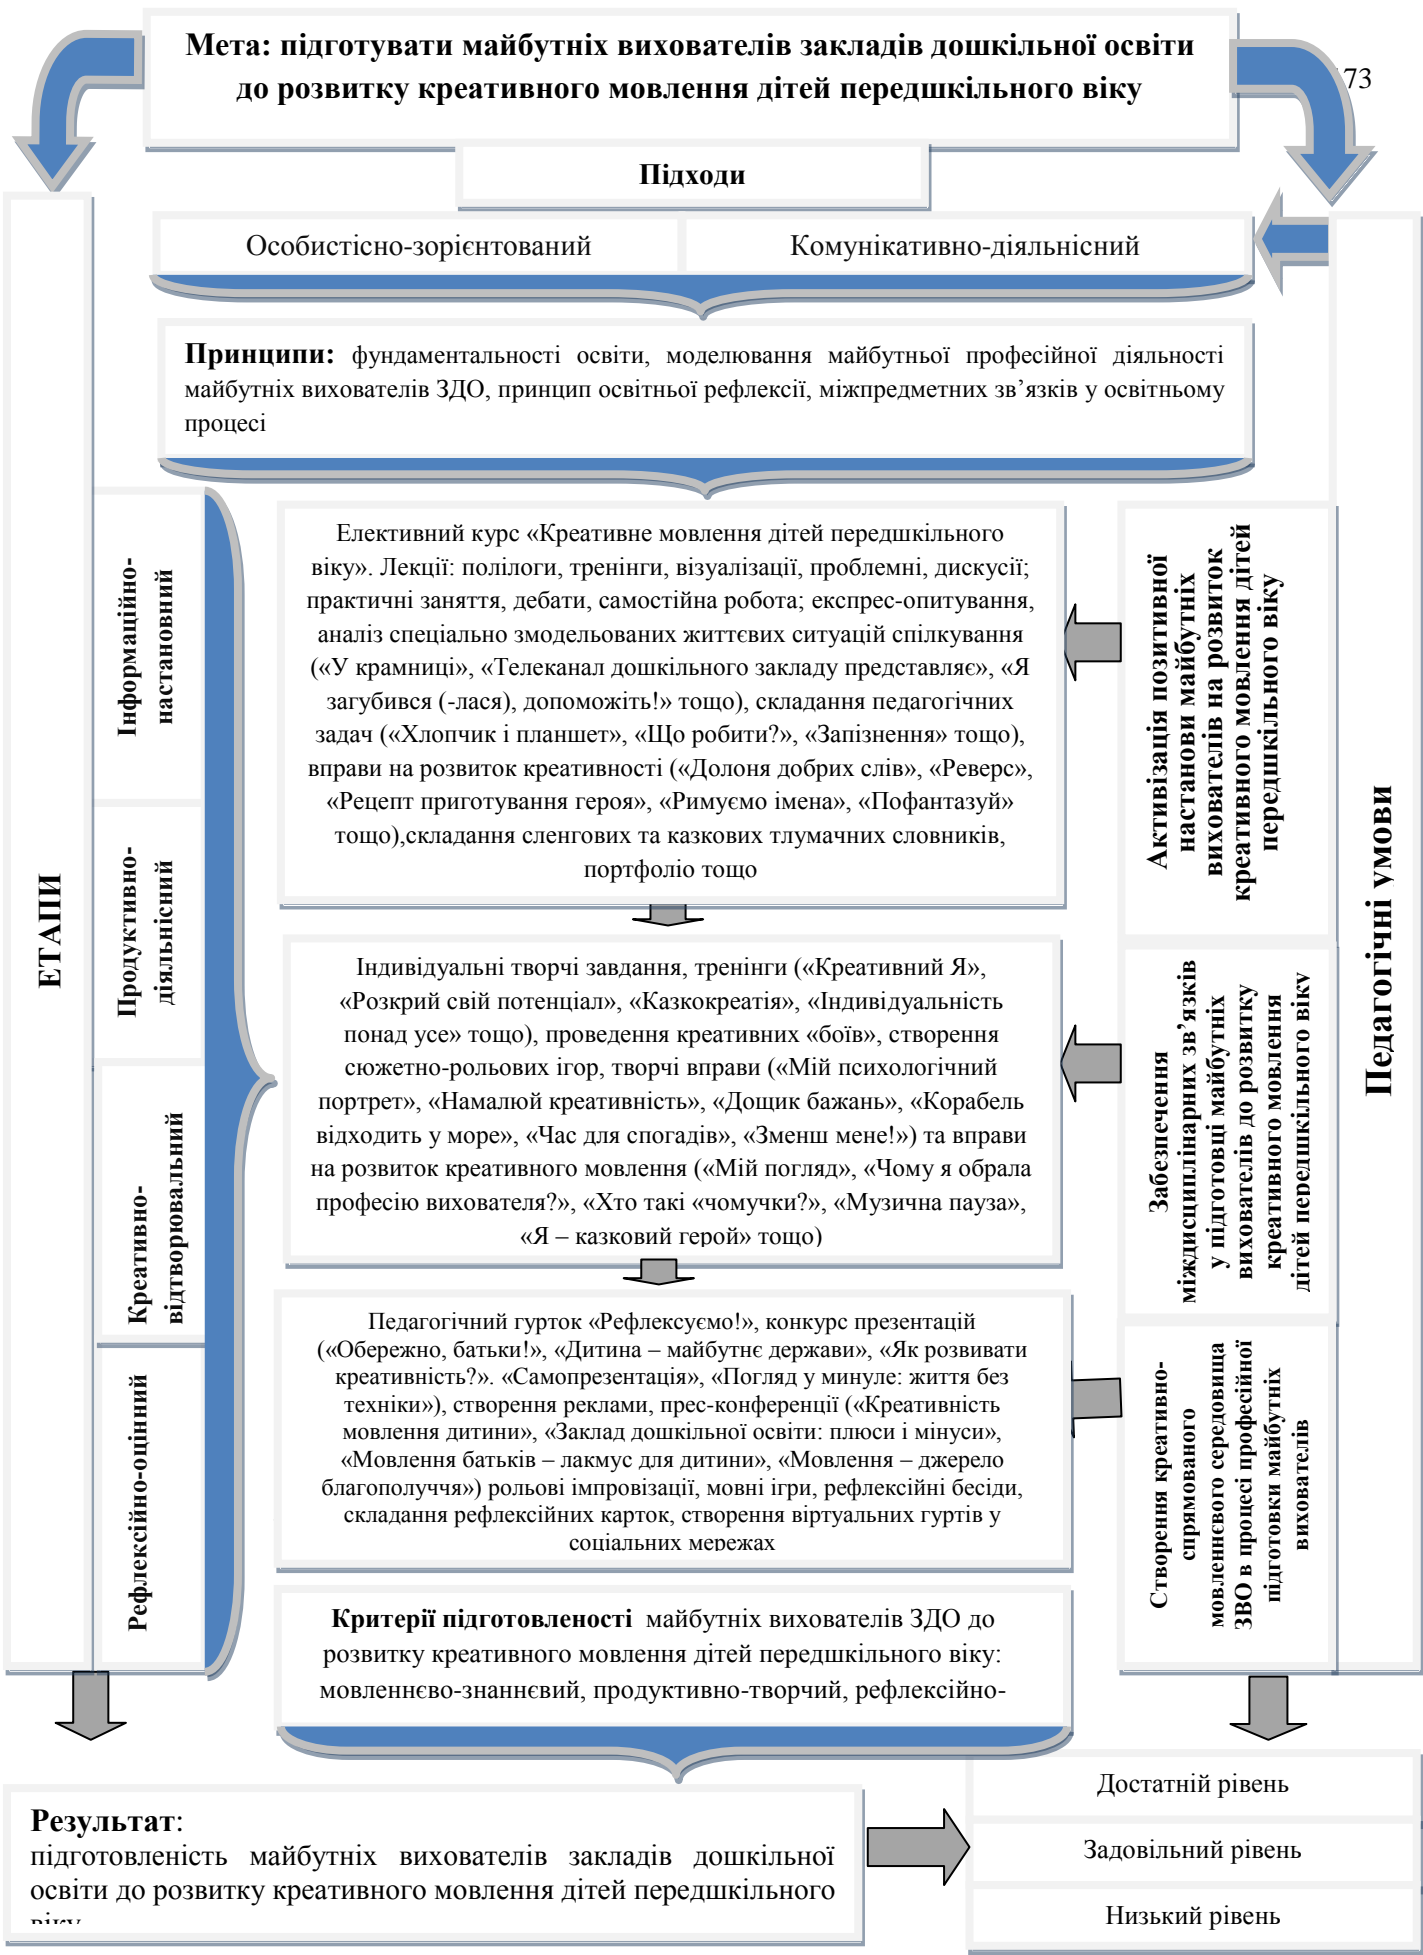 Мета: підготувати майбутніх вихователів закладів дошкільної освіти
до розвитку креативного мовлення дітей передшкільного віку
73
Підходи
Особистісно-зорієнтований
Комунікативно-діяльнісний
Принципи: фундаментальності освіти, моделювання майбутньої професійної діяльності
майбутніх вихователів ЗДО, принцип освітньої рефлексії, міжпредметних зв’язків у освітньому
процесі
ЕТАПИ
Інформаційно-
настановний
Продуктивно-
діяльнісний
Креативно-
відтворювальний
Рефлексійно-оцінний
Елективний курс «Креативне мовлення дітей передшкільного
віку». Лекції: полілоги, тренінги, візуалізації, проблемні, дискусії;
практичні заняття, дебати, самостійна робота; експрес-опитування,
аналіз спеціально змодельованих життєвих ситуацій спілкування
(«У крамниці», «Телеканал дошкільного закладу представляє», «Я
загубився (-лася), допоможіть!» тощо), складання педагогічних
задач («Хлопчик і планшет», «Що робити?», «Запізнення» тощо),
вправи на розвиток креативності («Долоня добрих слів», «Реверс»,
«Рецепт приготування героя», «Римуємо імена», «Пофантазуй»
тощо),складання сленгових та казкових тлумачних словників,
портфоліо тощо
Індивідуальні творчі завдання, тренінги («Креативний Я»,
«Розкрий свій потенціал», «Казкокреатія», «Індивідуальність
понад усе» тощо), проведення креативних «боїв», створення
сюжетно-рольових ігор, творчі вправи («Мій психологічний
портрет», «Намалюй креативність», «Дощик бажань», «Корабель
відходить у море», «Час для спогадів», «Зменш мене!») та вправи
на розвиток креативного мовлення («Мій погляд», «Чому я обрала
професію вихователя?», «Хто такі «чомучки?», «Музична пауза»,
«Я – казковий герой» тощо)
Педагогічний гурток «Рефлексуємо!», конкурс презентацій
(«Обережно, батьки!», «Дитина – майбутнє держави», «Як розвивати
креативність?». «Самопрезентація», «Погляд у минуле: життя без
техніки»), створення реклами, прес-конференції («Креативність
мовлення дитини», «Заклад дошкільної освіти: плюси і мінуси»,
«Мовлення батьків – лакмус для дитини», «Мовлення – джерело
благополуччя») рольові імпровізації, мовні ігри, рефлексійні бесіди,
складання рефлексійних карток, створення віртуальних гуртів у
соціальних мережах
Активізація позитивної
настанови майбутніх
вихователів на розвиток
креативного мовлення дітей
передшкільного віку
Забезпечення
міждисциплінарних зв’язків
у підготовці майбутніх
вихователів до розвитку
креативного мовлення
дітей передшкільного віку
Створення креативно-
спрямованого
мовленнєвого середовища
ЗВО в процесі професійної
підготовки майбутніх
вихователів
Педагогічні умови
Критерії підготовленості майбутніх вихователів ЗДО до
розвитку креативного мовлення дітей передшкільного віку:
мовленнєво-знаннєвий, продуктивно-творчий, рефлексійно-
Результат:
підготовленість майбутніх вихователів закладів дошкільної
освіти до розвитку креативного мовлення дітей передшкільного
віку
Достатній рівень
Задовільний рівень
Низький рівень